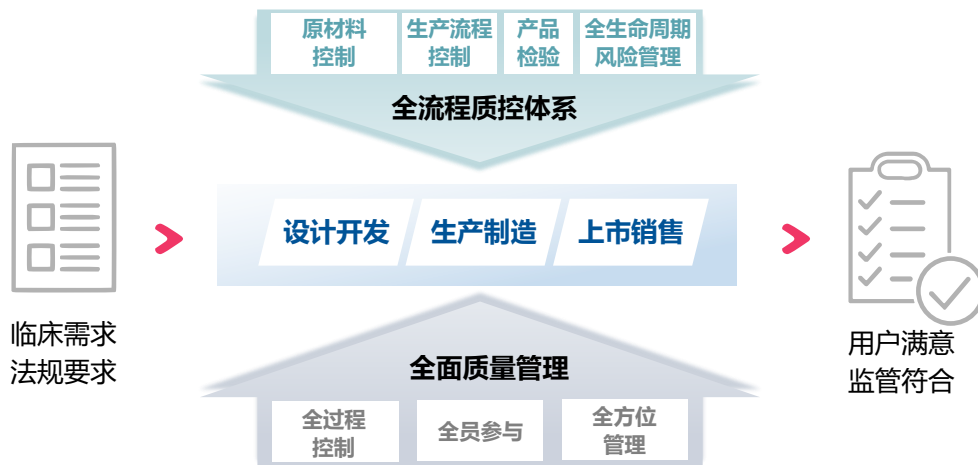 原材料
控制
生产流程
控制
产品
检验
全生命周期
风险管理
全流程质控体系
临床需求
法规要求
设计开发
生产制造
上市销售
用户满意
监管符合
全面质量管理
全过程
控制
全员参与
全方位
管理